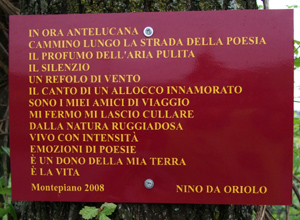 IN ORA ANTELUCANA
CAMMINO LUNGO LA STRADA DELLA POESIA
IL PROFUMO DELL'ARIA PULITA
IL SILENZIO
UN REFOLO DI VENTO
IL CANTO DI UN ALLOCCO INNAMORATO
SONO I MIEI AMICI DI VIAGGIO
MI FERMO MI LASCIO CULLARE
DALLA NATURA RUGGIADOSA
VIVO CON INTENSITÀ
EMOZIONI DI POESIE
È UN DONO DELLA MIA TERRA
È LA VITA
Montepiano 2008 NINO DA ORIOLO